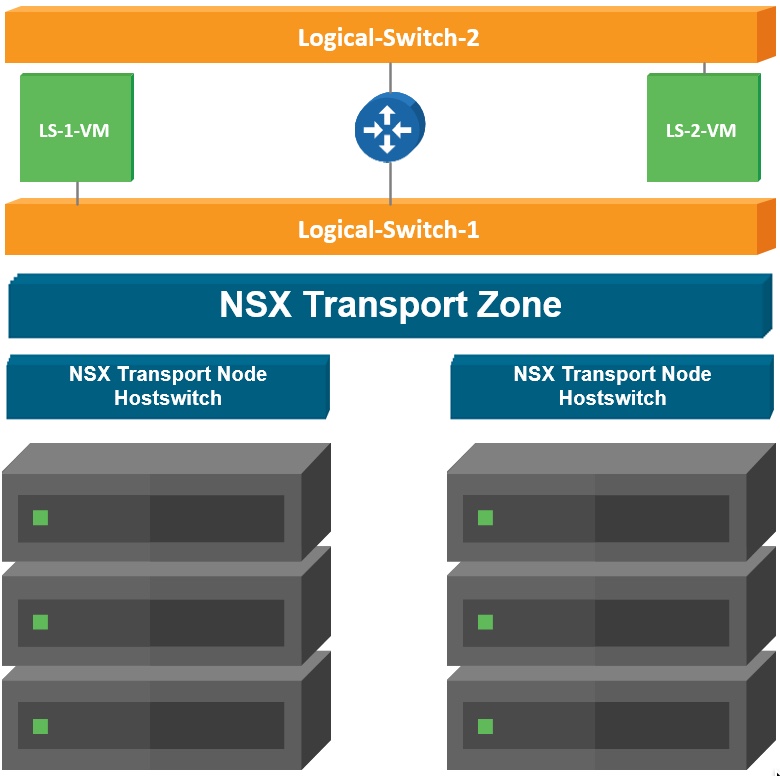 Logical-Switch-2
LS-1-VM
LS-2-VM
Logical-Switch-1
NSX Transport Zone
NSX Transport Node
Hostswitch
NSX Transport Node
Hostswitch